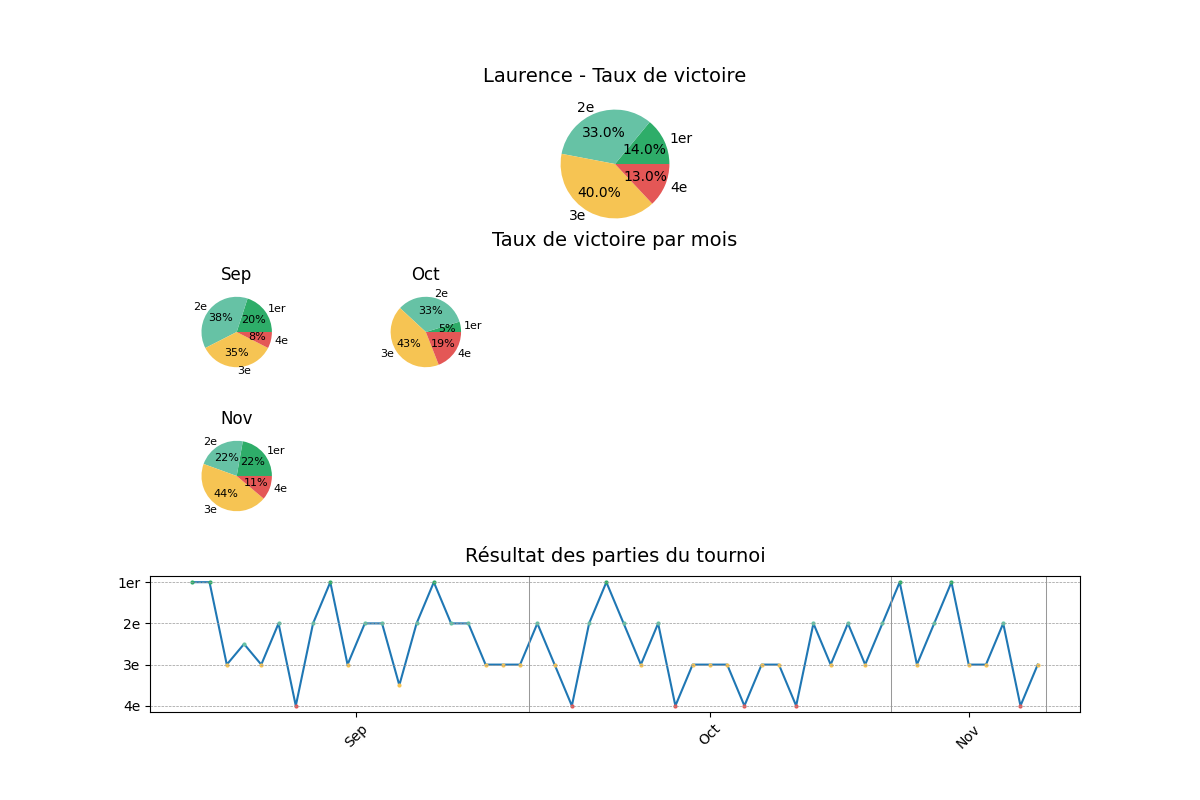 Laurence - Taux de victoire
2e
33.0%
1er
14.0%
13.0%
4e
40.0%
3e
Taux de victoire par mois
Sep
2e
38%
1er
20%
8%
4e
35%
3e
Oct
2e
33%
1er
5%
43%
19%
3e
4e
Nov
2e
22%
1er
22%
11%
4e
44%
3e
Résultat des parties du tournoi
1er
2e
3e
4e
Sep
Oct
Nov